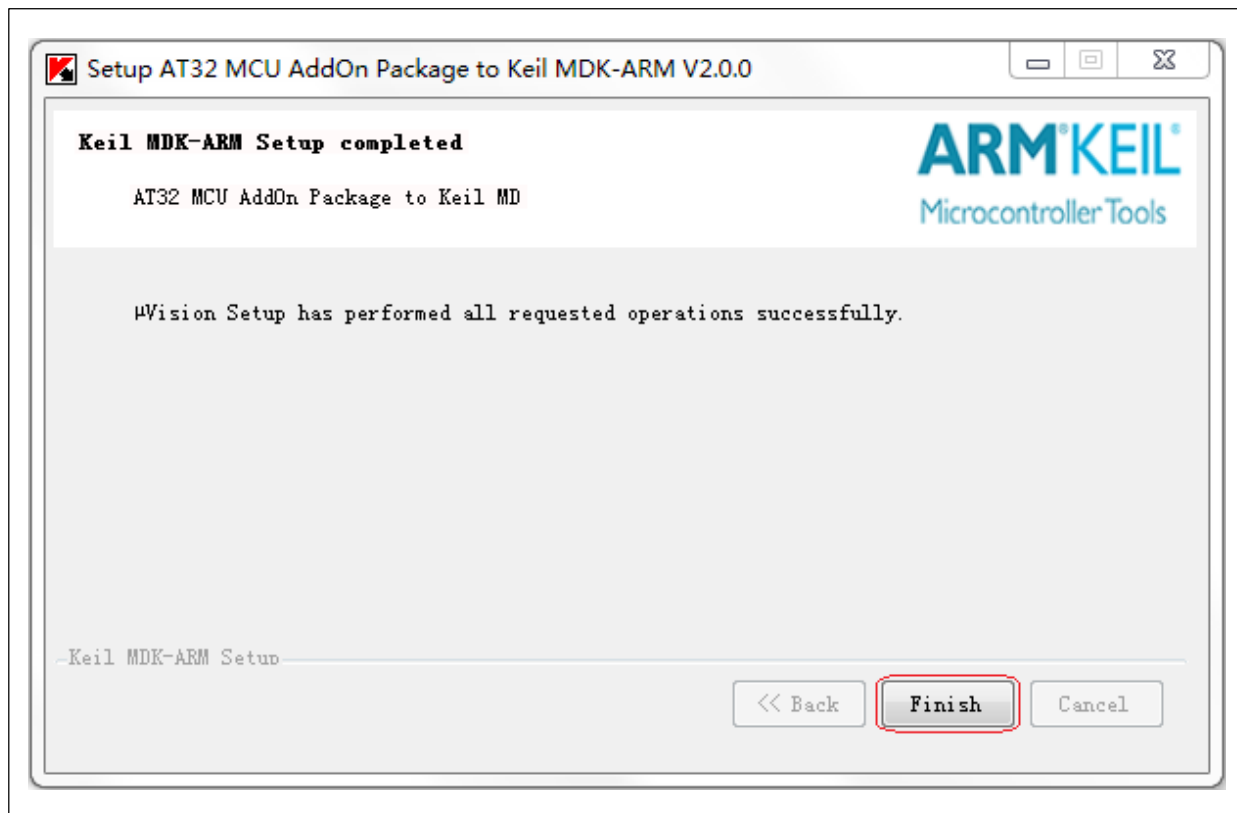 Setup AT32 MCU AddOn Package to Keil MDK-ARM V2.0.0
Keil MDK-ARM Setup completed
AT32 MCU AddOn Package to Keil MD
ARM®KEIL®
Microcontroller Tools
µVision Setup has performed all requested operations successfully.
Keil MDK-ARM Setup
<< Back
Finish
Cancel